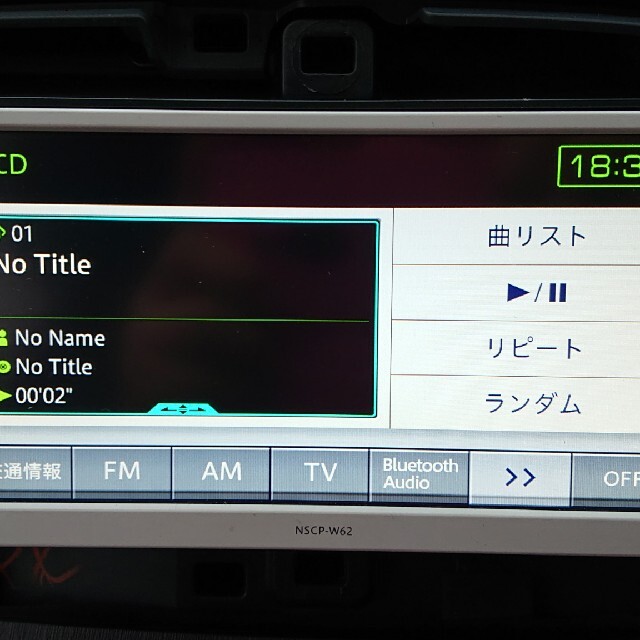 CD
18:3
01
No Title
曲リスト
▶/❚❚
No Name
リピート
No Title
00'02"
ランダム
交通情報
FM
AM
TV
Bluetooth
Audio
>>
OFF
NSCP-W62